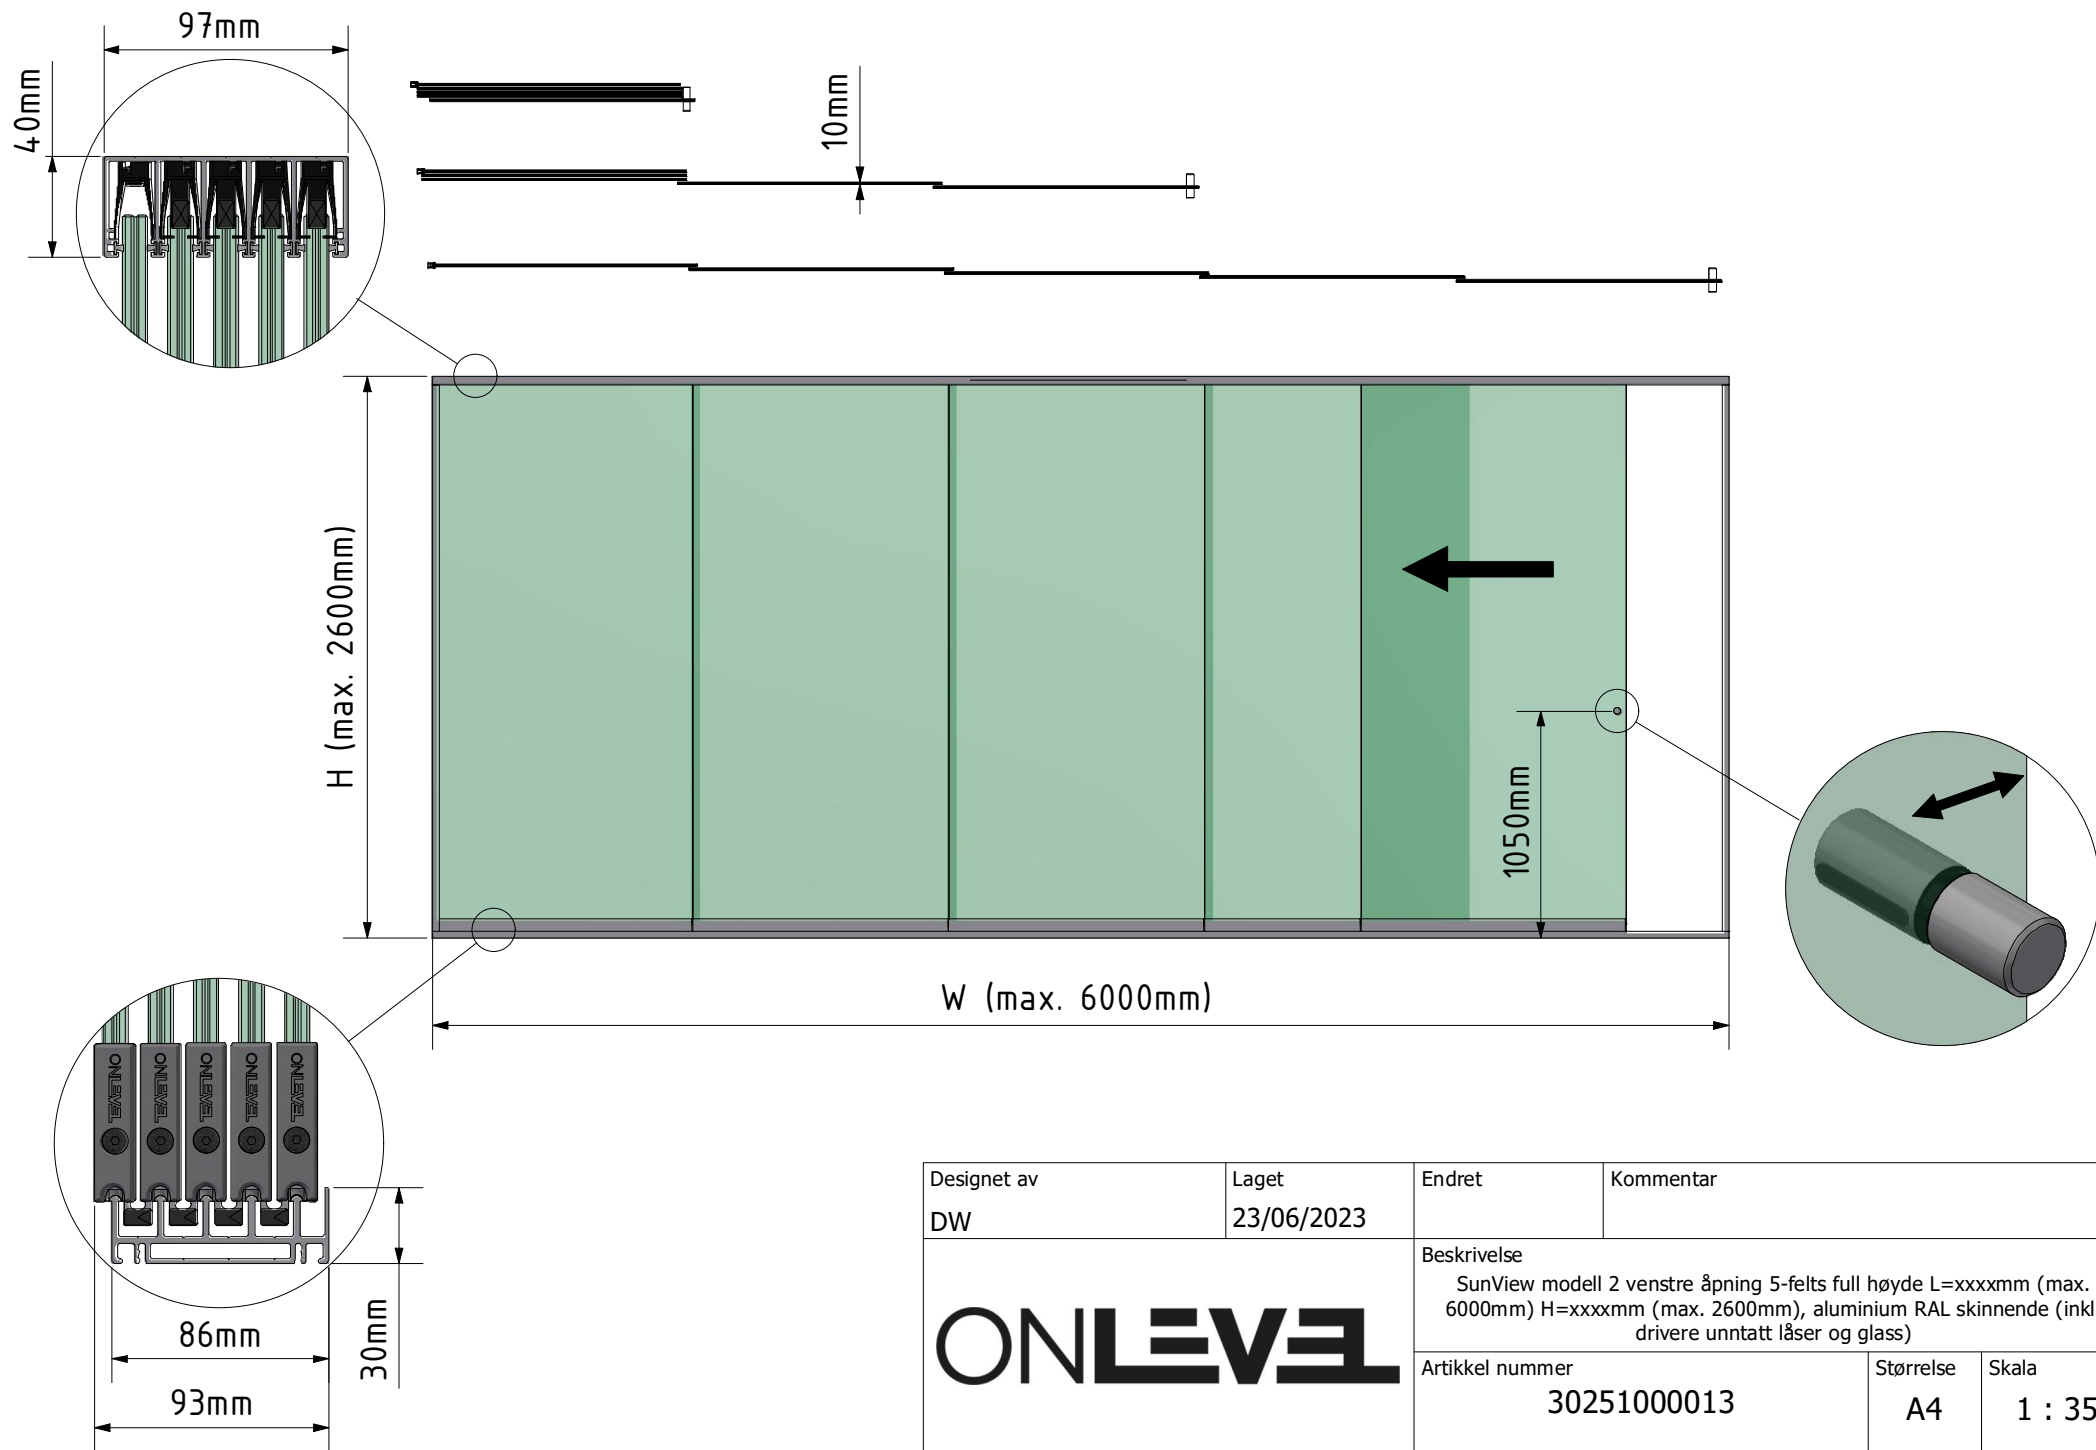 97mm
40mm
10mm
H (max. 2600mm)
1050mm
W (max. 6000mm)
ONLEVEL
ONLEVEL
ONLEVEL
ONLEVEL
ONLEVEL
86mm
93mm
30mm
Designet av
DW
Laget
23/06/2023
Endret
Kommentar
ONLEVEL
Beskrivelse
SunView modell 2 venstre åpning 5-felts full høyde L=xxxxmm (max.
6000mm) H=xxxxmm (max. 2600mm), aluminium RAL skinnende (inkl
drivere unntatt låser og glass)
Artikkel nummer
30251000013
Størrelse
A4
Skala
1 : 35